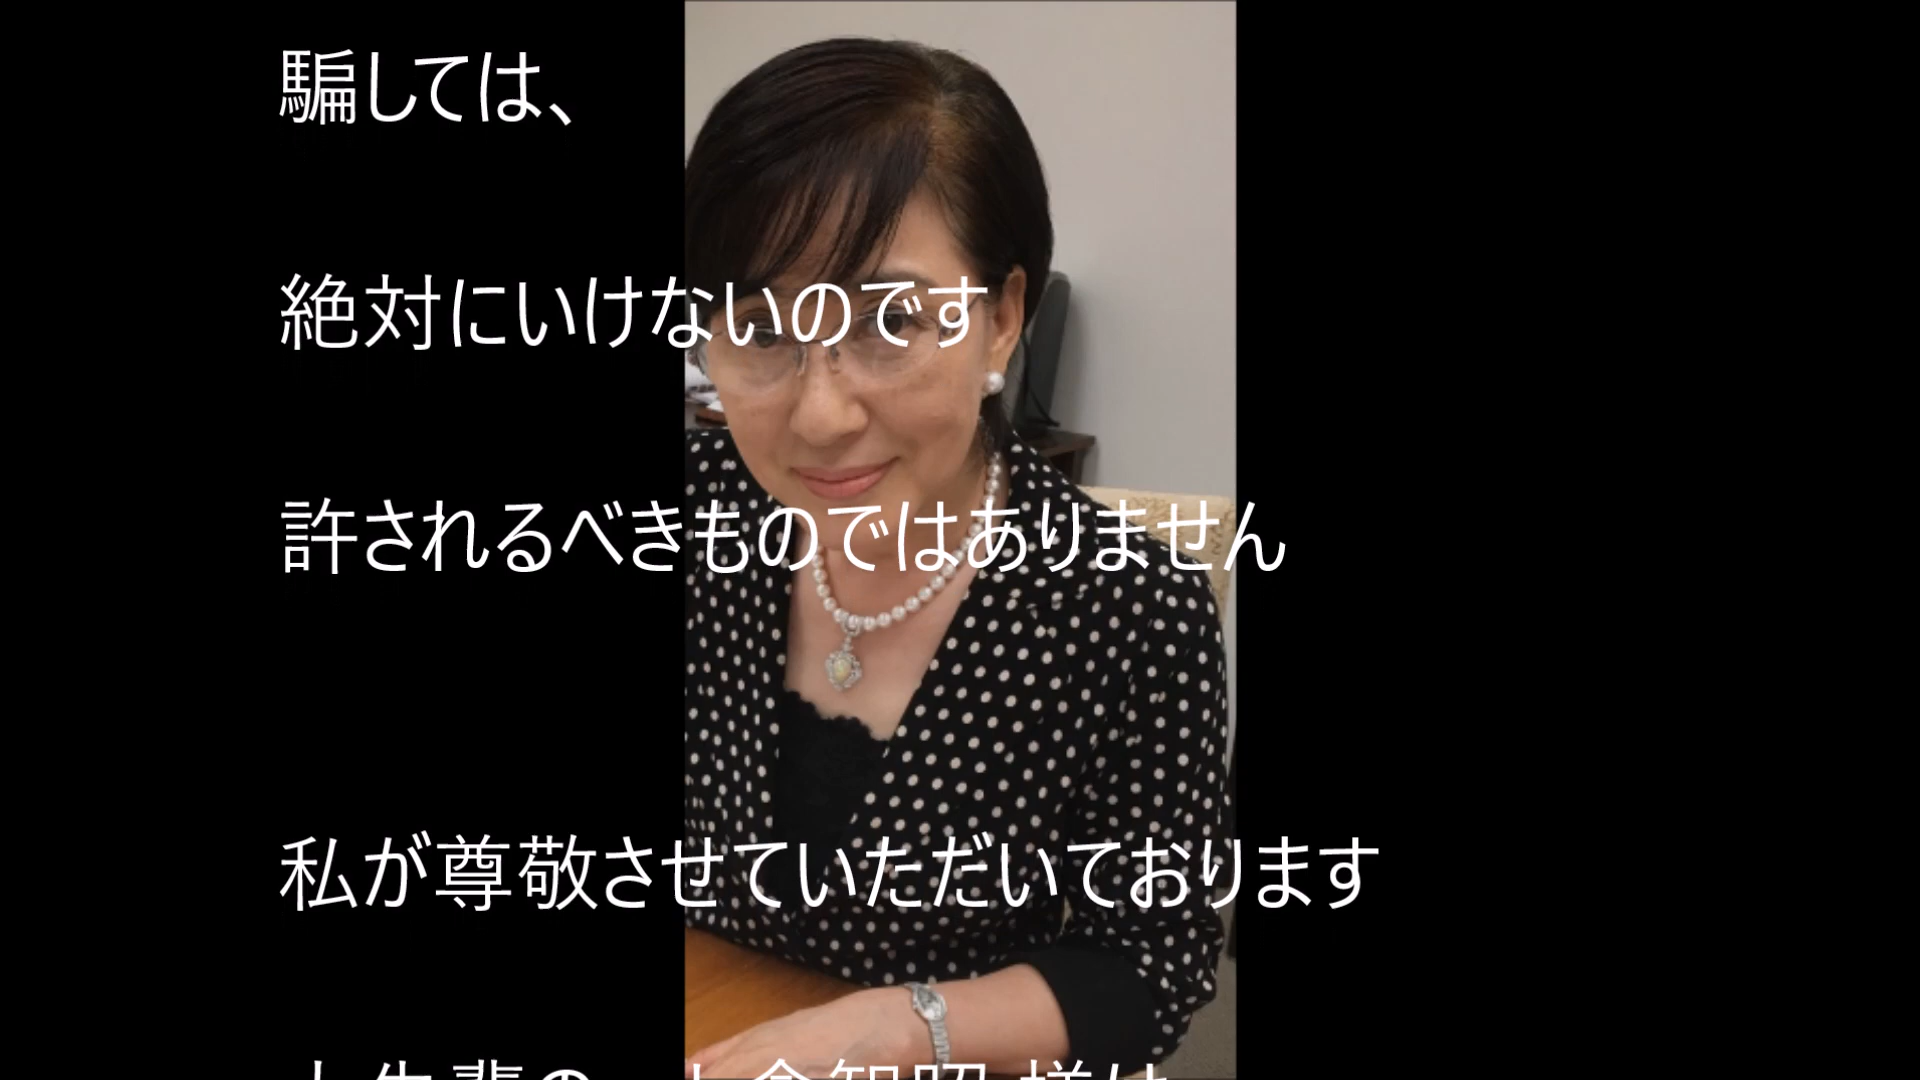 騙しては、
絶対にいけないのです
許されるべきものではありません
私が尊敬させていただいております